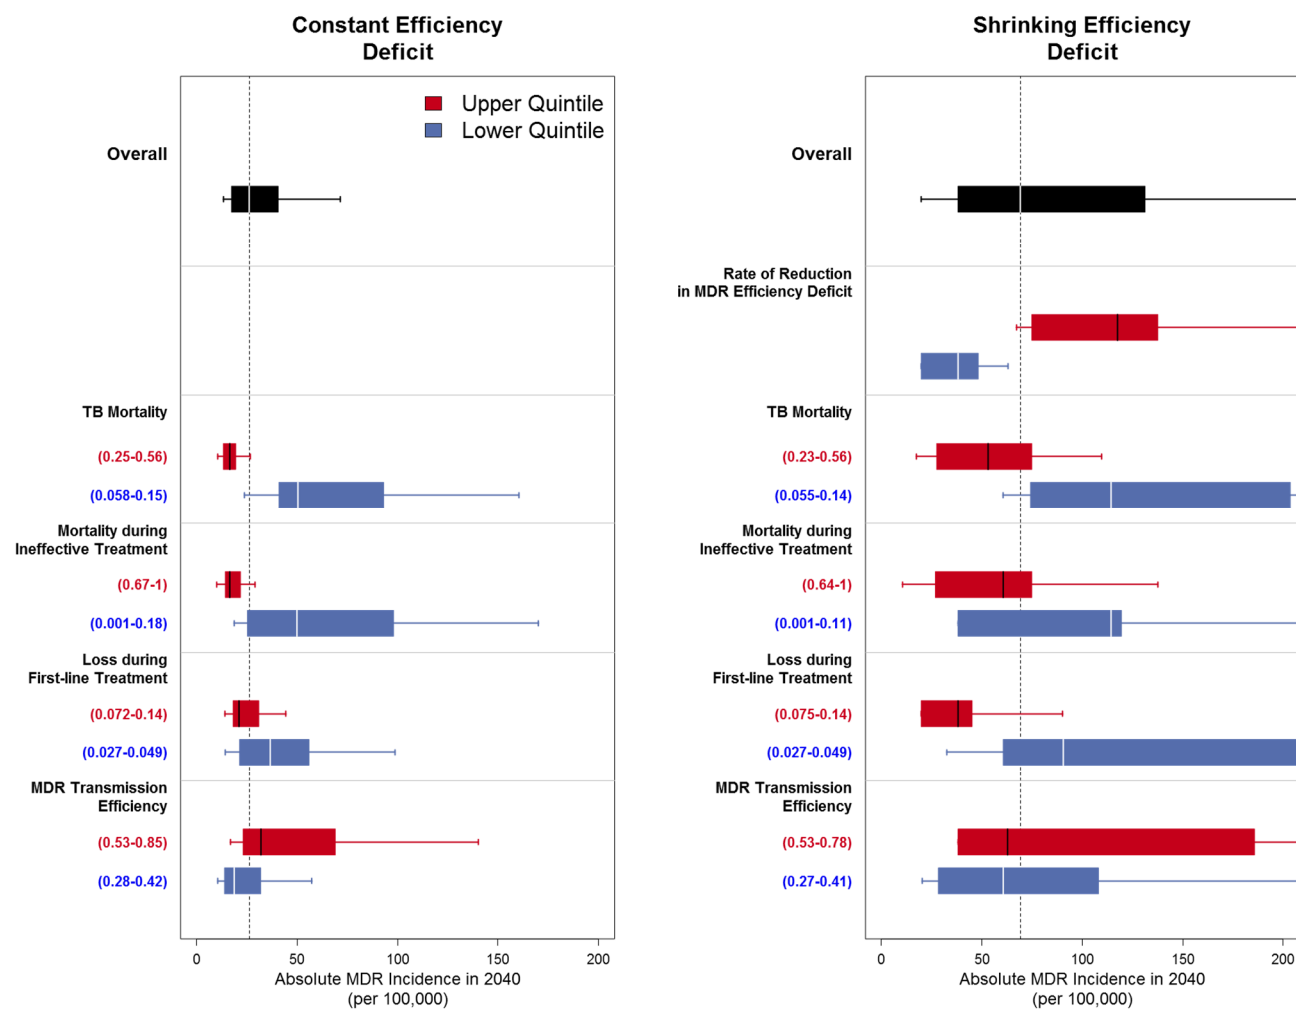 Constant Efficiency
Deficit
Upper Quintile
Lower Quintile
Overall
TB Mortality
(0.25-0.56)
(0.058-0.15)
Mortality during
Ineffective Treatment
(0.67-1)
(0.001-0.18)
Loss during
First-line Treatment
(0.072-0.14)
(0.027-0.049)
MDR Transmission
Efficiency
(0.53-0.85)
(0.28-0.42)
0 50 100 150 200
Absolute MDR Incidence in 2040
(per 100,000)
Shrinking Efficiency
Deficit
Overall
Rate of Reduction
in MDR Efficiency Deficit
TB Mortality
(0.23-0.56)
(0.055-0.14)
Mortality during
Ineffective Treatment
(0.64-1)
(0.001-0.11)
Loss during
First-line Treatment
(0.075-0.14)
(0.027-0.049)
MDR Transmission
Efficiency
(0.53-0.78)
(0.27-0.41)
0 50 100 150 200
Absolute MDR Incidence in 2040
(per 100,000)